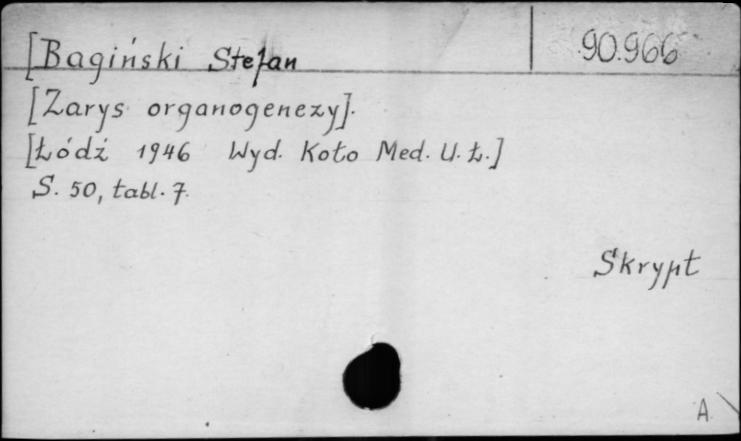 90.966
[Bagiński Stefan
[Zarys organogenezy].
[Łódź 1946 Wyd. Koło Med. U. Ł.]
S. 50, tabl. 7.
Skrypt
A